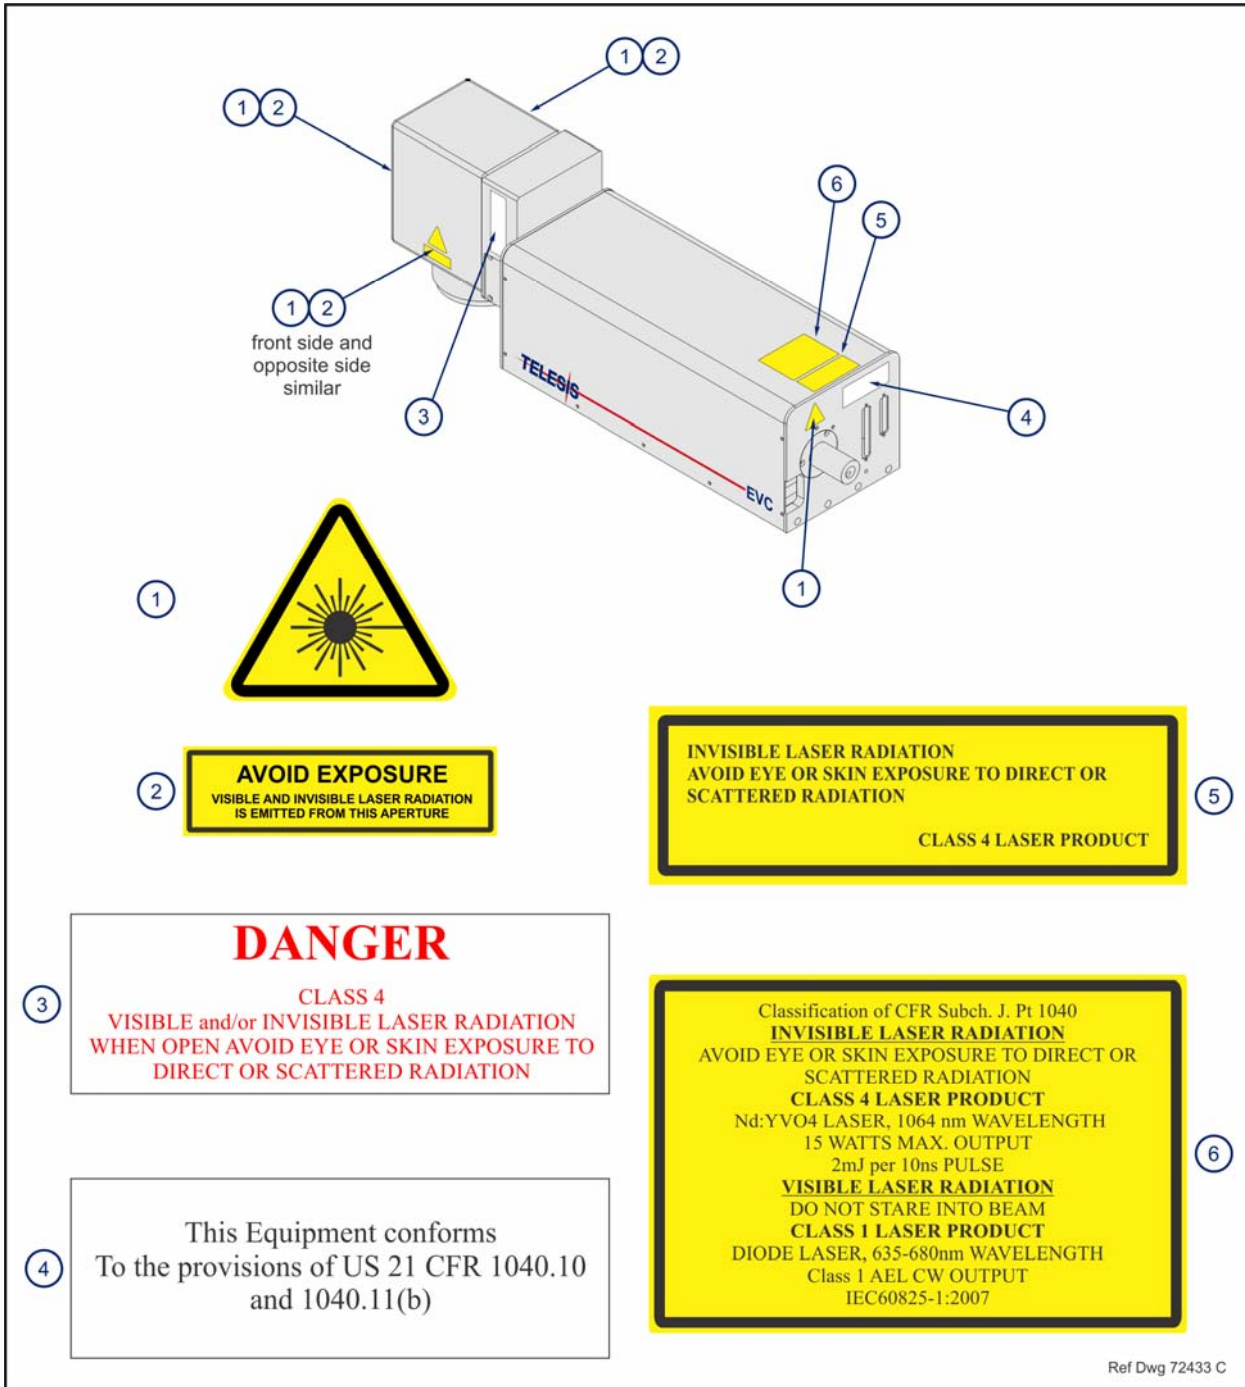 1 2
1 2
6
5
1 2
front side and
opposite side
similar
3
TELESIS
4
EVC
1
1
2
AVOID EXPOSURE
VISIBLE AND INVISIBLE LASER RADIATION
IS EMITTED FROM THIS APERTURE
INVISIBLE LASER RADIATION
AVOID EYE OR SKIN EXPOSURE TO DIRECT OR
SCATTERED RADIATION
CLASS 4 LASER PRODUCT
5
3
DANGER
CLASS 4
VISIBLE and/or INVISIBLE LASER RADIATION
WHEN OPEN AVOID EYE OR SKIN EXPOSURE TO
DIRECT OR SCATTERED RADIATION
4
This Equipment conforms
To the provisions of US 21 CFR 1040.10
and 1040.11(b)
Classification of CFR Subch. J. Pt 1040
INVISIBLE LASER RADIATION
AVOID EYE OR SKIN EXPOSURE TO DIRECT OR
SCATTERED RADIATION
CLASS 4 LASER PRODUCT
Nd:YVO4 LASER, 1064 nm WAVELENGTH
15 WATTS MAX. OUTPUT
2mJ per 10ns PULSE
VISIBLE LASER RADIATION
DO NOT STARE INTO BEAM
CLASS 1 LASER PRODUCT
DIODE LASER, 635-680nm WAVELENGTH
Class 1 AEL CW OUTPUT
IEC60825-1:2007
6
Ref Dwg 72433 C